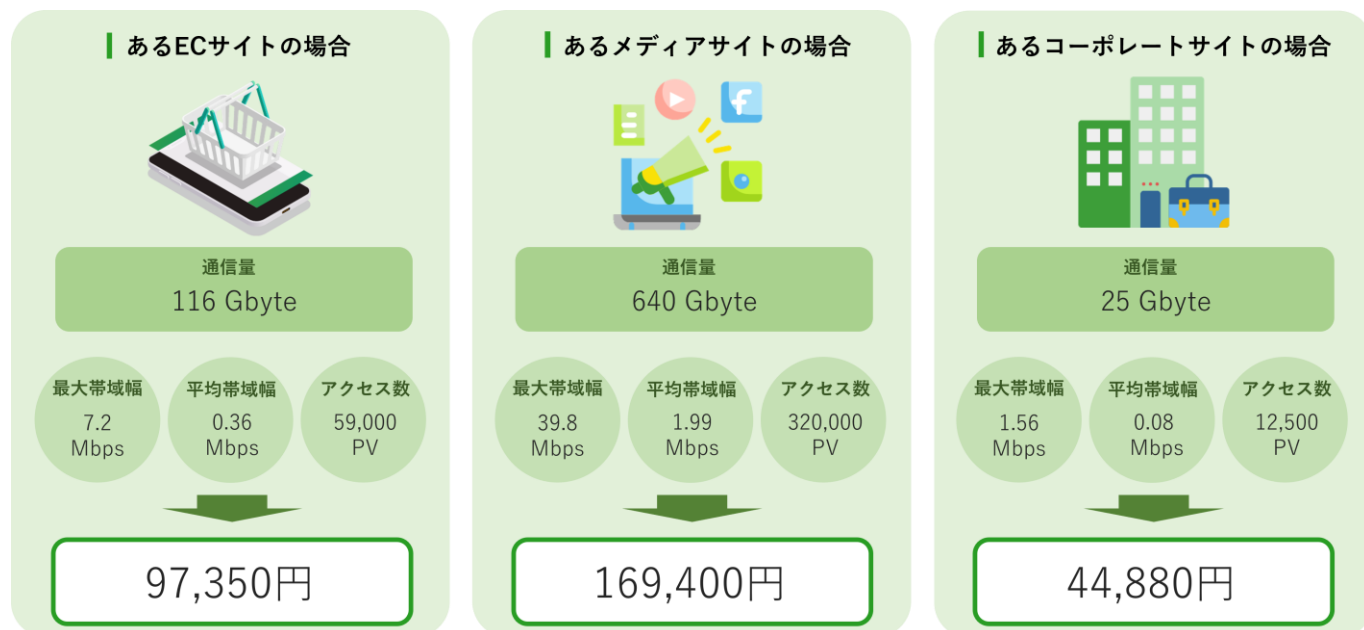 あるECサイトの場合
通信量
116 Gbyte
最大帯域幅
7.2
Mbps
平均帯域幅
0.36
Mbps
アクセス数
59,000
PV
97,350円
あるメディアサイトの場合
通信量
640 Gbyte
最大帯域幅
39.8
Mbps
平均帯域幅
1.99
Mbps
アクセス数
320,000
PV
169,400円
あるコーポレートサイトの場合
通信量
25 Gbyte
最大帯域幅
1.56
Mbps
平均帯域幅
0.08
Mbps
アクセス数
12,500
PV
44,880円